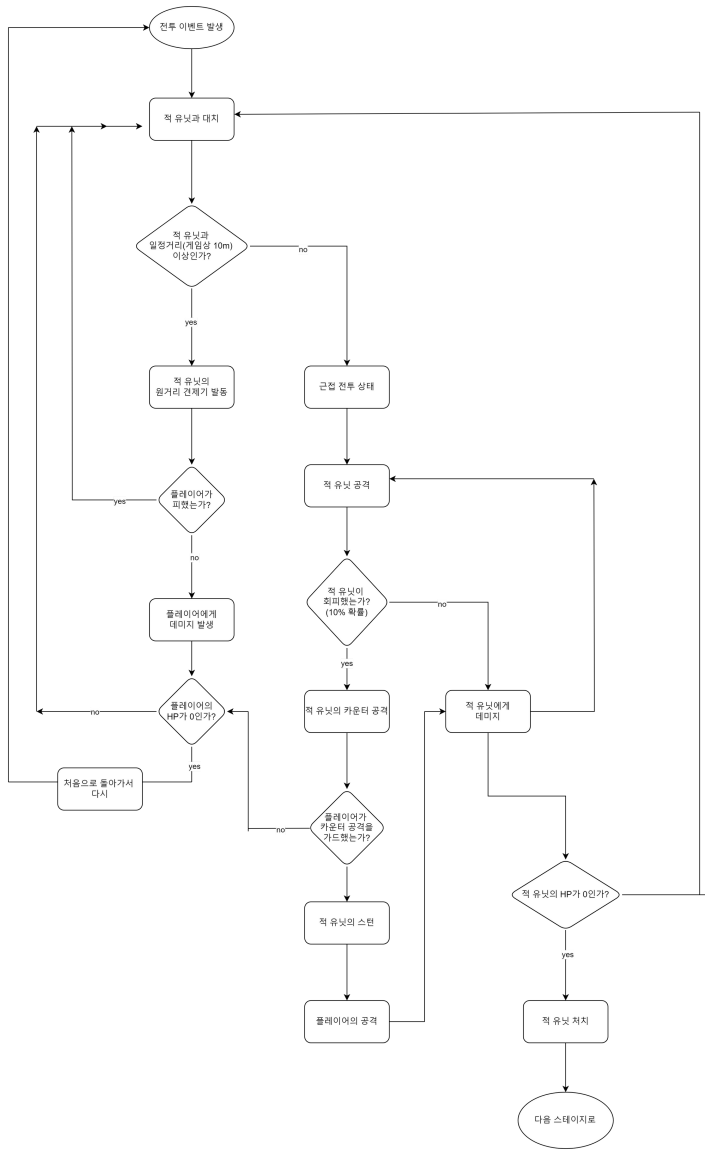 전투 이벤트 발생
적 유닛과 대치
적 유닛과
일정거리(게임상 10m)
이상인가?
no
yes
적 유닛의
원거리 견제기 발동
근접 전투 상태
플레이어가
피했는가?
yes
no
적 유닛 공격
적 유닛이
회피했는가?
(10% 확률)
no
yes
플레이어에게
데미지 발생
플레이어의
HP가 0인가?
no
yes
처음으로 돌아가서
다시
적 유닛의 카운터 공격
적 유닛에게
데미지
플레이어가
카운터 공격을
가드했는가?
no
적 유닛의 스턴
적 유닛의 HP가 0인가?
yes
플레이어의 공격
적 유닛 처치
다음 스테이지로